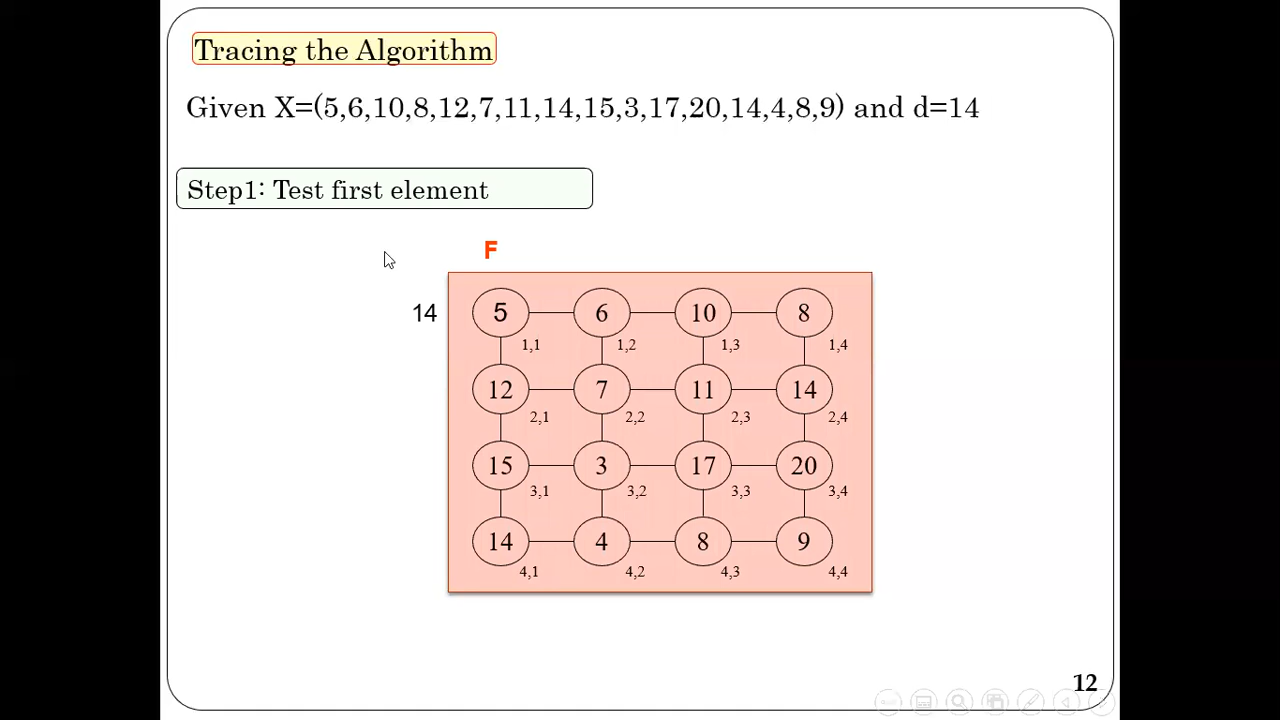 Tracing the Algorithm
Given X=(5,6,10,8,12,7,11,14,15,3,17,20,14,4,8,9) and d=14
Step1: Test first element
F
14 5 6 10 8
1,1 1,2 1,3 1,4
12 7 11 14
2,1 2,2 2,3 2,4
15 3 17 20
3,1 3,2 3,3 3,4
14 4 8 9
4,1 4,2 4,3 4,4
12